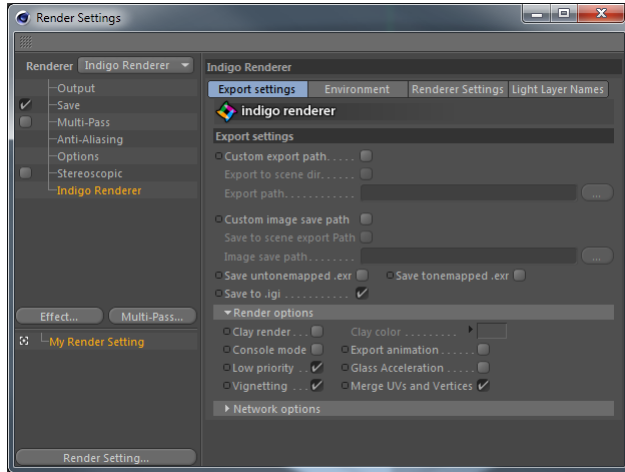 Render Settings
Renderer Indigo Renderer
Output
Save
Multi-Pass
Anti-Aliasing
Options
Stereoscopic
Indigo Renderer
Effect... Multi-Pass...
My Render Setting
Render Setting...
Indigo Renderer
Export settings Environment Renderer Settings Light Layer Names
indigo renderer
Export settings
Custom export path.....
Export to scene dir......
Export path............
Custom image save path
Save to scene export Path
Image save path........ ...
Save untonemapped .exr Save tonemapped .exr
Save to .igi ...........
Render options
Clay render... Clay color .........
Console mode Export animation ......
Low priority .. Glass Acceleration .....
Vignetting ... Merge UVs and Vertices
Network options